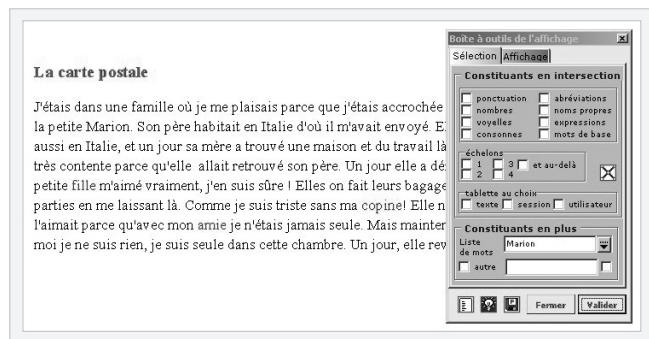 La carte postale
J'étais dans une famille où je me plaisais parce que j'étais accrochée
la petite Marion. Son père habitait en Italie d'où il m'avait envoyé.
aussi en Italie, et un jour sa mère a trouvé une maison et du travail là
très contente parce qu'elle allait retrouvé son père. Un jour elle a
petite fille m'aimé vraiment, j'en suis sûre ! Elles on fait leurs bagage
parties en me laissant là. Comme je suis triste sans ma copine! Elle
l'aimait parce qu'avec mon amie je n'étais jamais seule. Mais
moi je ne suis rien, je suis seule dans cette chambre. Un jour, elle
Boîte à outils de l'affichage
Sélection Affichage
Constituants en intersection
ponctuation abréviations
nombres noms propres
voyelles expressions
consonnes mots de base
échelons
1 3 et au-delà
2 4
tablette au choix
texte session utilisateur
Constituants en plus
Liste de mots Marion
autre
Fermer Valider